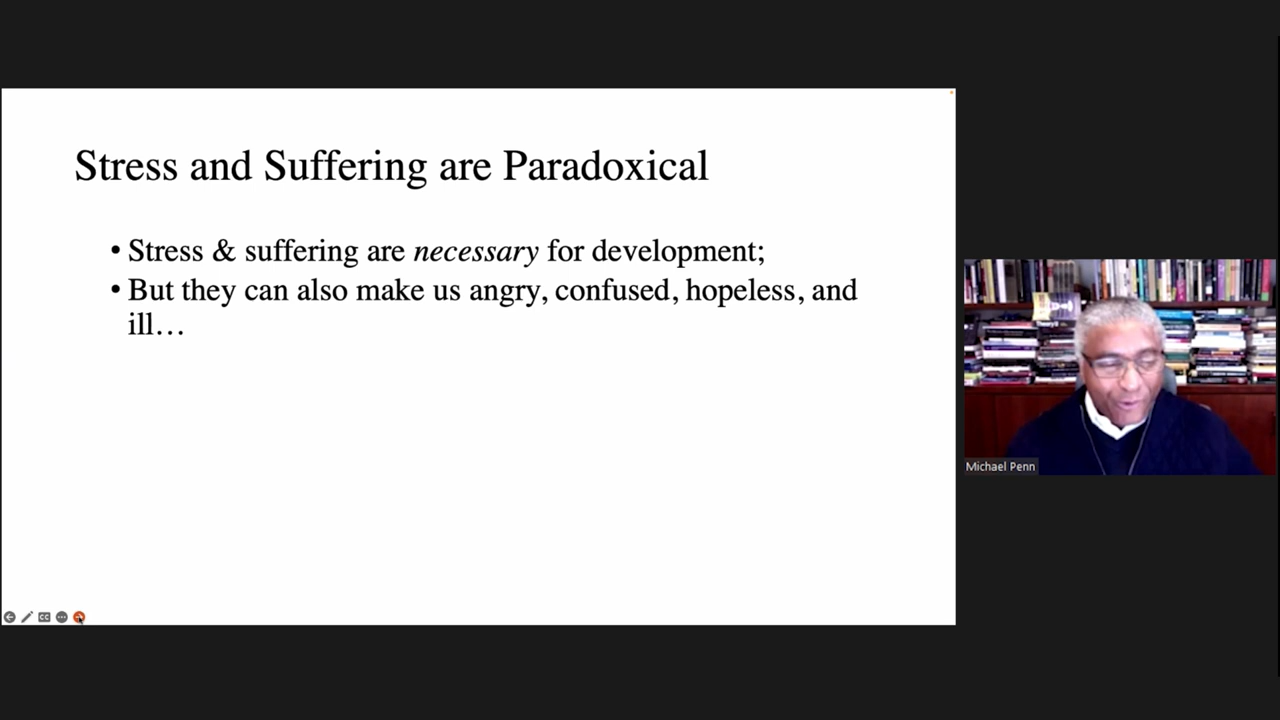 Stress and Suffering are Paradoxical
• Stress & suffering are necessary for development;
• But they can also make us angry, confused, hopeless, and
ill…
Michael Penn
CC